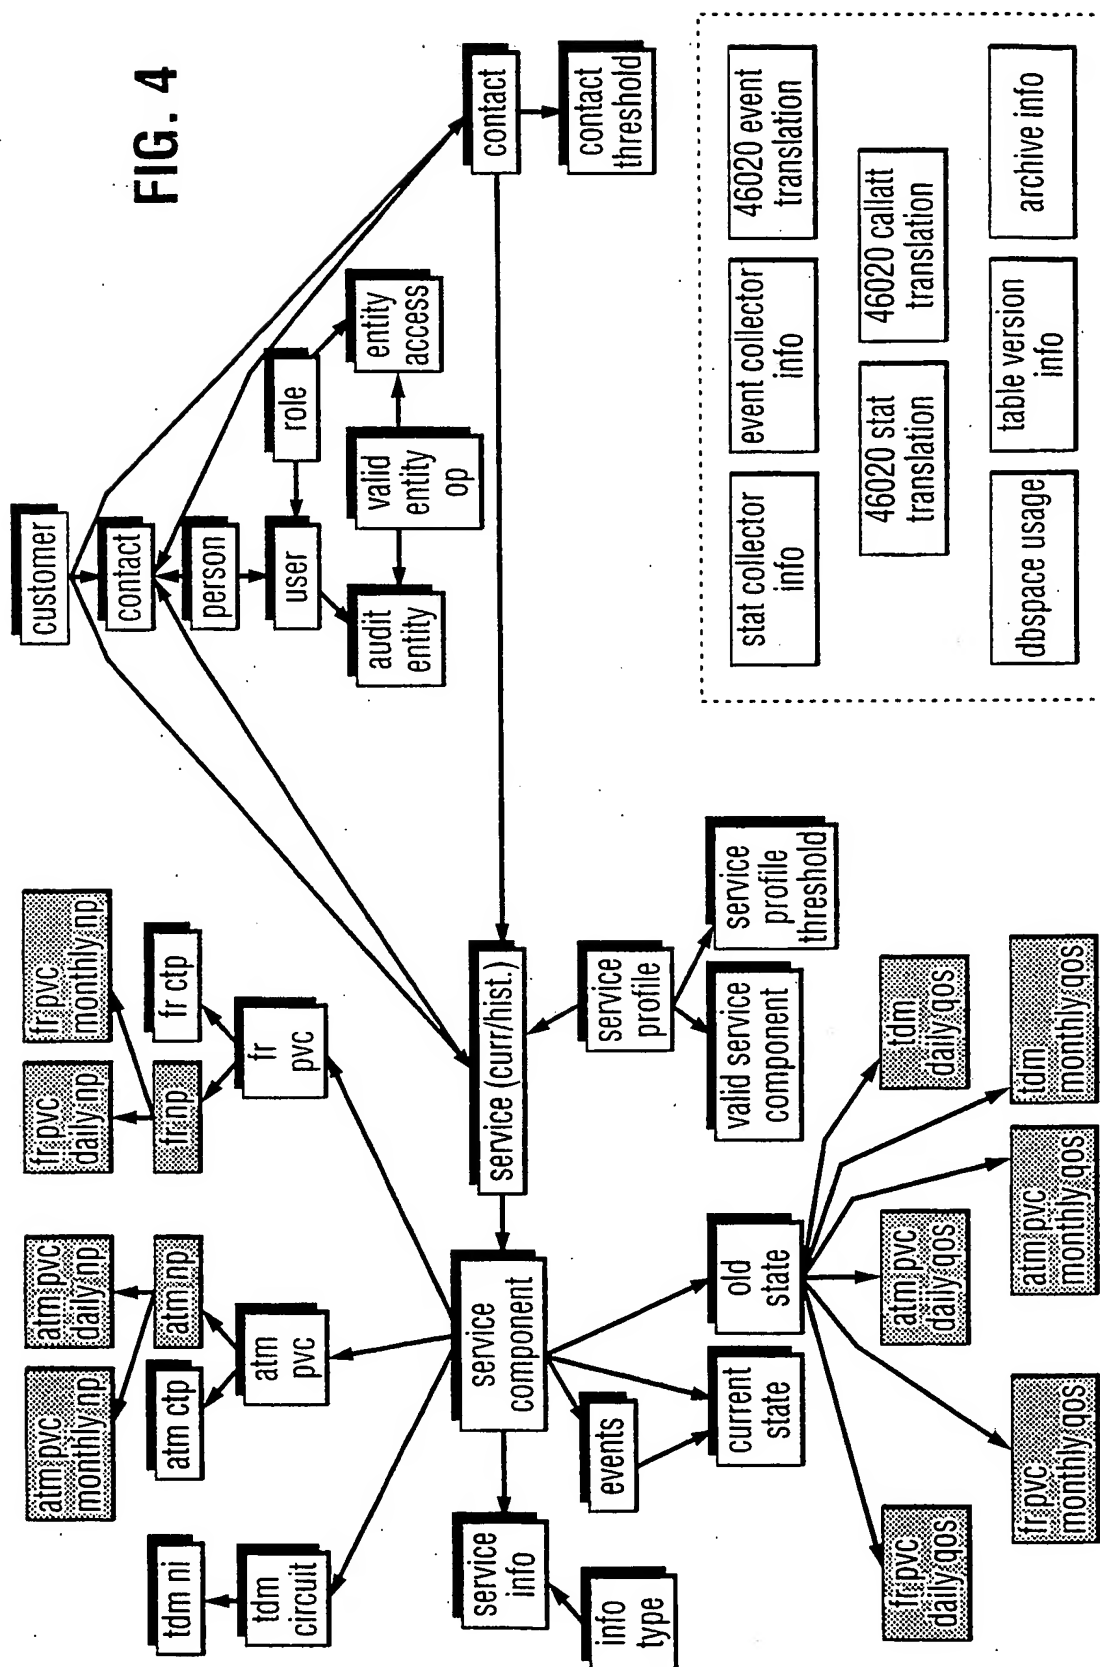 FIG. 4
atm pvc
monthly np
atm pvc
daily np
fr pvc
daily np
fr pvc
monthly np
customer
contact
tdm ni
atm ctp
atm np
fr np
fr ctp
person
tdm
circuit
atm
pvc
fr
pvc
user
role
audit
entity
valid
entity
op
entity
access
service
info
service
component
service (curr/hist.)
contact
info
type
events
service
profile
contact
threshold
current
state
old
state
valid service
component
service
profile
threshold
stat collector
info
event collector
info
46020 event
translation
fr pvc
daily qos
atm pvc
daily qos
tdm
daily qos
46020 stat
translation
46020 callatt
translation
fr pvc
monthly qos
atm pvc
monthly qos
tdm
monthly qos
dbspace usage
table version
info
archive info